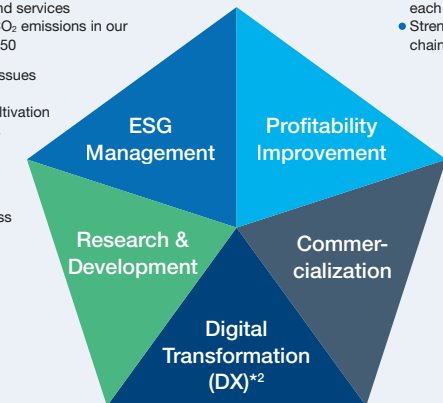 nd services
CO₂ emissions in our
50
ssues
ltivation
ss
each
● Stren
chain
ESG
Management
Profitability
Improvement
Research &
Development
Commer-
cialization
Digital
Transformation
(DX)*2